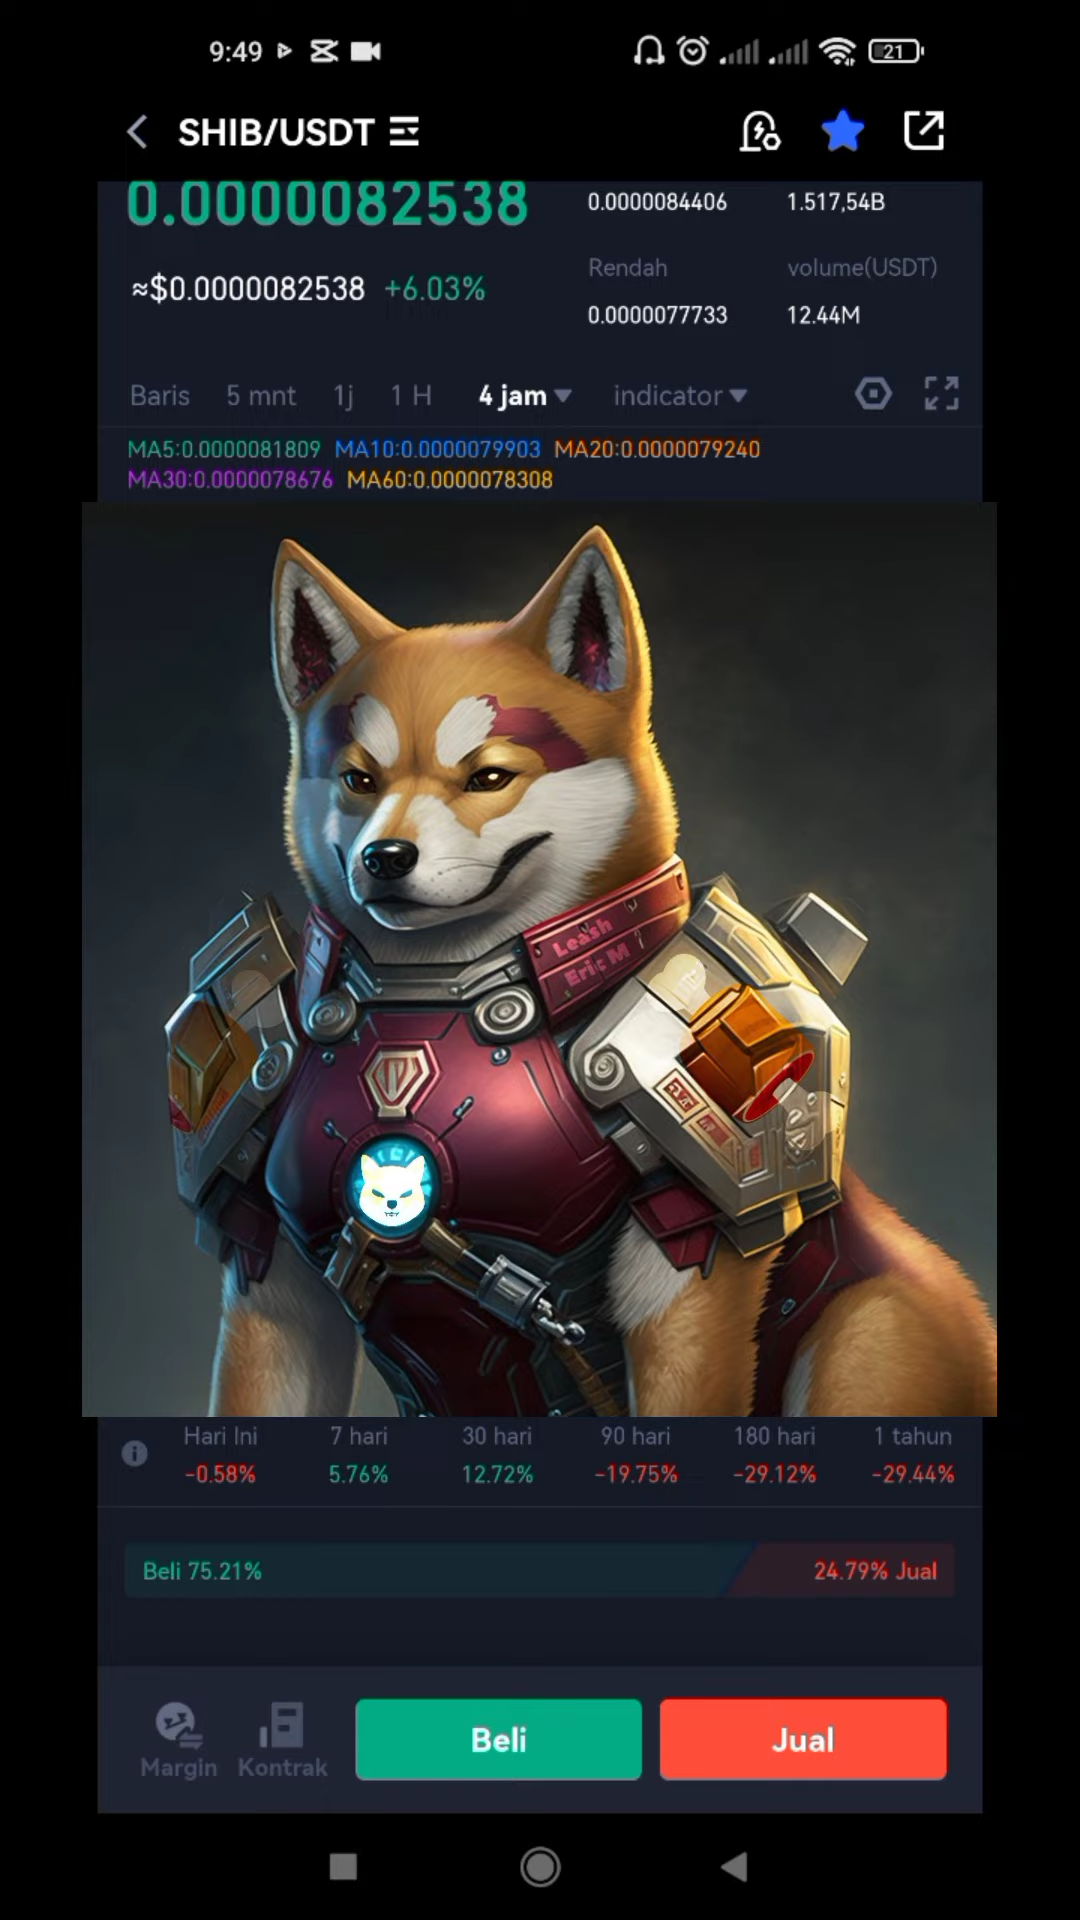 9:49
21
SHIB/USDT
0.0000082538
0.0000084406
1.517,54B
≈$0.0000082538 +6.03%
Rendah
volume(USDT)
0.0000077733
12.44M
Baris 5 mnt 1j 1 H 4 jam indicator
MA5:0.0000081809 MA10:0.0000079903 MA20:0.0000079240
MA30:0.0000078676 MA60:0.0000078308
Leash
Eric M
Hari Ini 7 hari 30 hari 90 hari 180 hari 1 tahun
-0.58% 5.76% 12.72% -19.75% -29.12% -29.44%
Beli 75.21%
24.79% Jual
Margin Kontrak Beli Jual